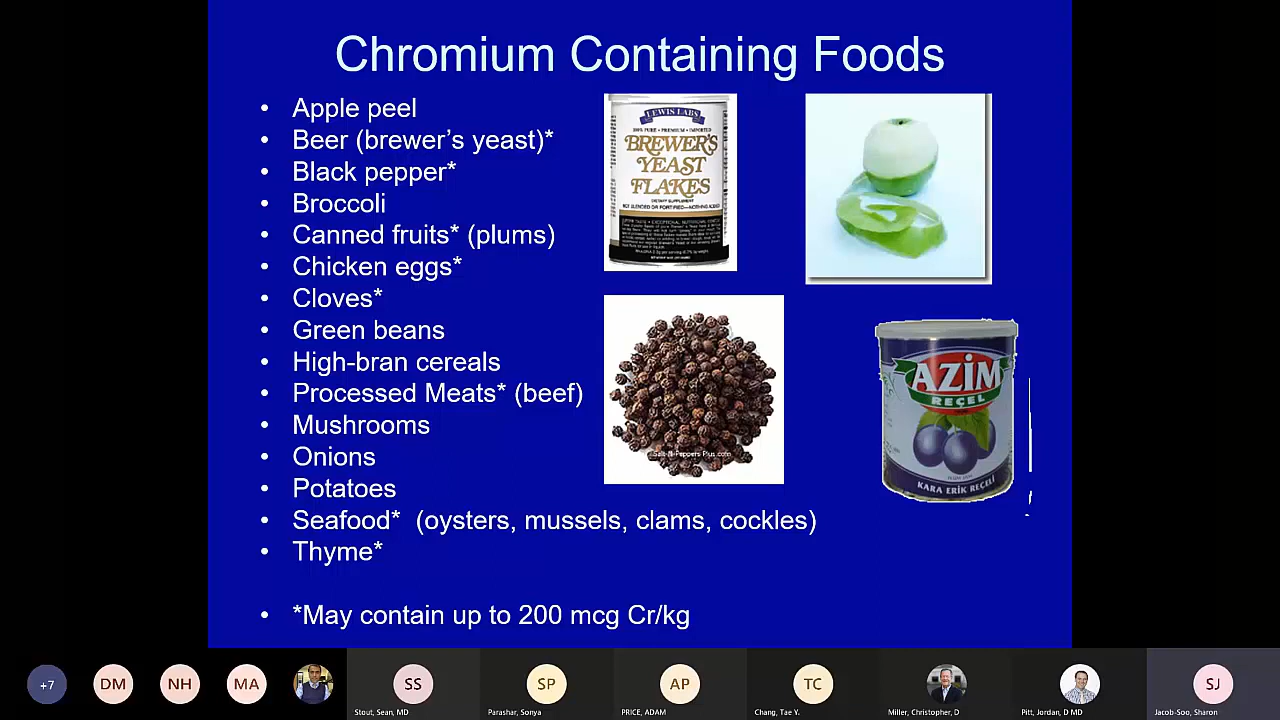 Chromium Containing Foods
• Apple peel
• Beer (brewer's yeast)*
• Black pepper*
• Broccoli
• Canned fruits* (plums)
• Chicken eggs*
• Cloves*
• Green beans
• High-bran cereals
• Processed Meats* (beef)
• Mushrooms
• Onions
• Potatoes
• Seafood* (oysters, mussels, clams, cockles)
• Thyme*
• *May contain up to 200 mcg Cr/kg
LEWIS LABS
100% PURE • PREMIUM • IMPORTED
BREWER'S
YEAST
FLAKES
DIETARY SUPPLEMENT
NOT BLENDED OR FORTIFIED—NOTHING ADDED
Salt-N-Peppers Plus.com
AZİM
REÇEL
KARA ERİK REÇELİ
+7
DM
NH
MA
SS
Stout, Sean, MD
SP
Parashar, Sonya
AP
PRICE, ADAM
TC
Chang, Tae Y.
Miller, Christopher, D
Pitt, Jordan, D MD
SJ
Jacob-Soo, Sharon